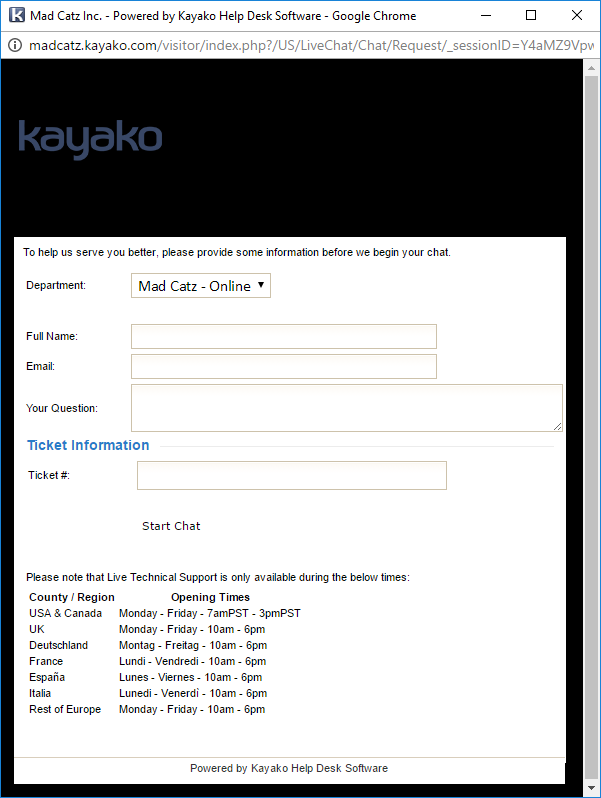 Mad Catz Inc. - Powered by Kayako Help Desk Software - Google Chrome
madcatz.kayako.com/visitor/index.php?/US/LiveChat/Chat/Request/_sessionID=Y4aMZ9Vpw
kayako
To help us serve you better, please provide some information before we begin your chat.
Department: Mad Catz - Online
Full Name:
Email:
Your Question:
Ticket Information
Ticket #:
Start Chat
Please note that Live Technical Support is only available during the below times:
County / Region Opening Times
USA & Canada Monday - Friday - 7amPST - 3pmPST
UK Monday - Friday - 10am - 6pm
Deutschland Montag - Freitag - 10am - 6pm
France Lundi - Vendredi - 10am - 6pm
España Lunes - Viernes - 10am - 6pm
Italia Lunedi - Venerdì - 10am - 6pm
Rest of Europe Monday - Friday - 10am - 6pm
Powered by Kayako Help Desk Software